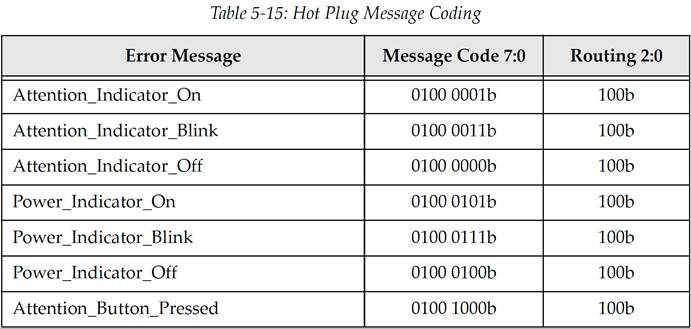 Table 5-15: Hot Plug Message Coding
Error Message Message Code 7:0 Routing 2:0
Attention_Indicator_On 0100 0001b 100b
Attention_Indicator_Blink 0100 0011b 100b
Attention_Indicator_Off 0100 0000b 100b
Power_Indicator_On 0100 0101b 100b
Power_Indicator_Blink 0100 0111b 100b
Power_Indicator_Off 0100 0100b 100b
Attention_Button_Pressed 0100 1000b 100b